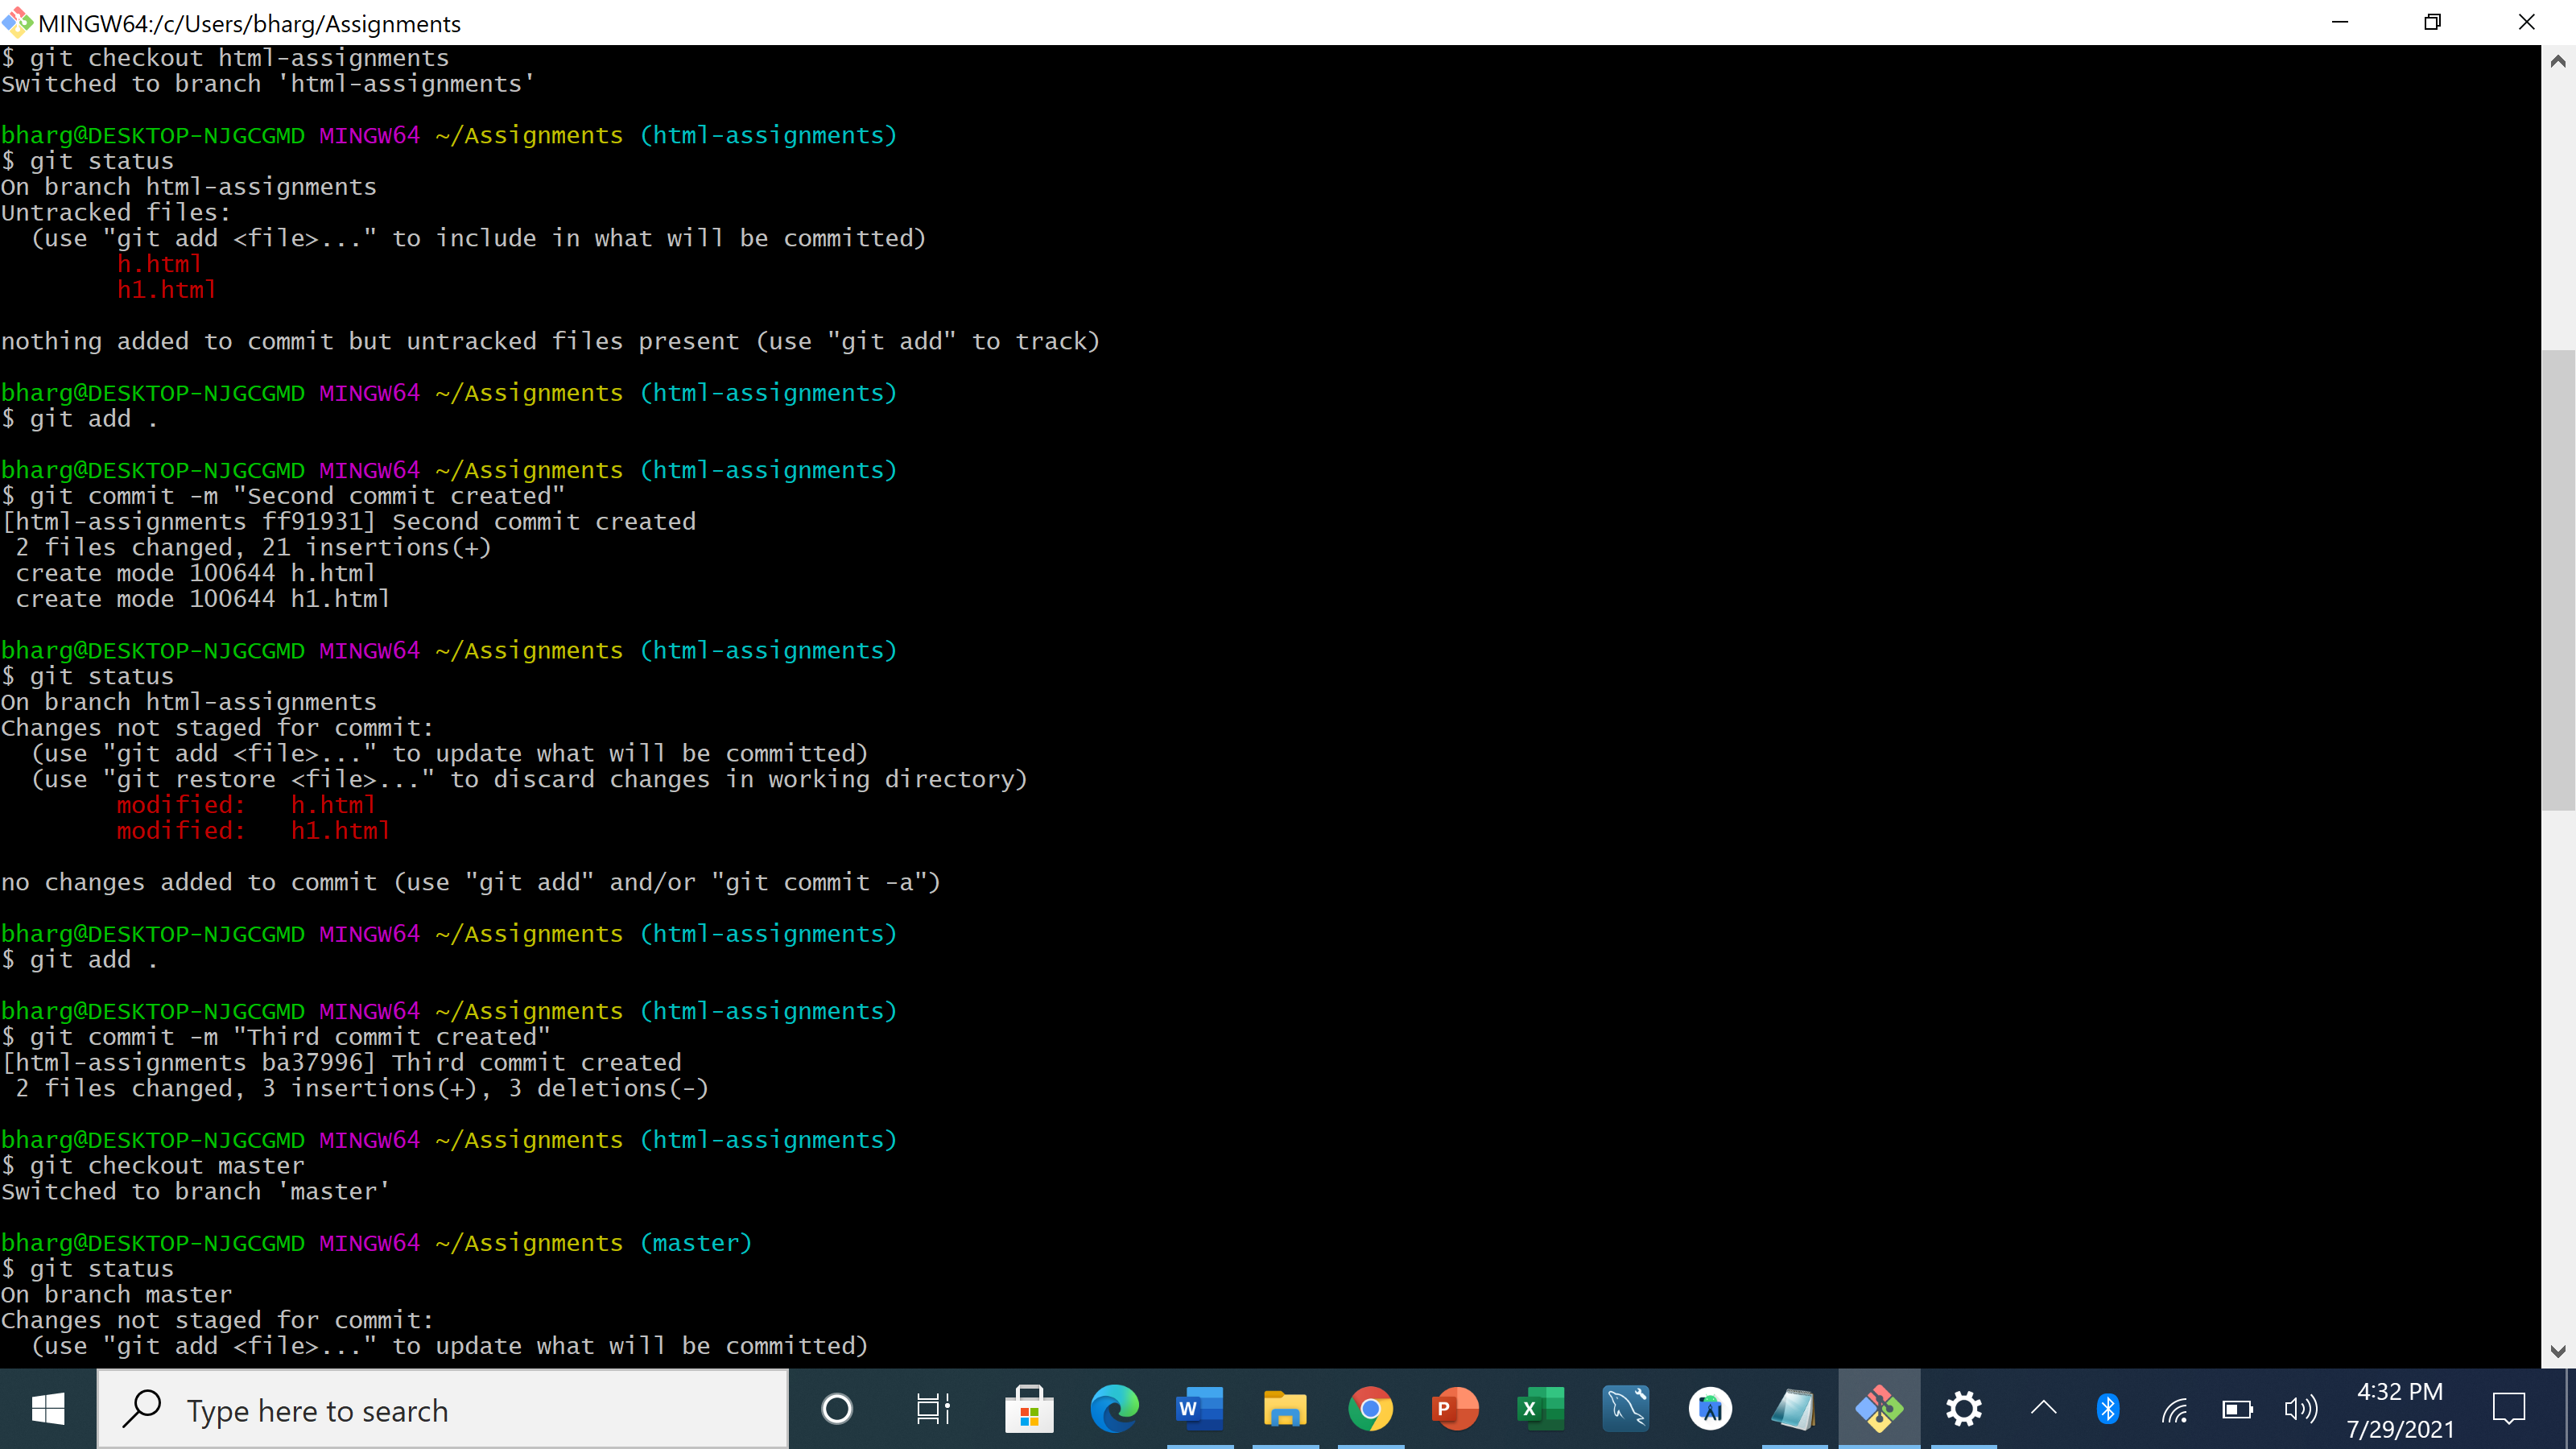 MINGW64:/c/Users/bharg/Assignments
$ git checkout html-assignments
Switched to branch 'html-assignments'
bharg@DESKTOP-NJGCGMD MINGW64 ~/Assignments (html-assignments)
$ git status
On branch html-assignments
Untracked files:
  (use "git add <file>..." to include in what will be committed)
        h.html
        h1.html
nothing added to commit but untracked files present (use "git add" to track)
bharg@DESKTOP-NJGCGMD MINGW64 ~/Assignments (html-assignments)
$ git add .
bharg@DESKTOP-NJGCGMD MINGW64 ~/Assignments (html-assignments)
$ git commit -m "Second commit created"
[html-assignments ff91931] Second commit created
 2 files changed, 21 insertions(+)
 create mode 100644 h.html
 create mode 100644 h1.html
bharg@DESKTOP-NJGCGMD MINGW64 ~/Assignments (html-assignments)
$ git status
On branch html-assignments
Changes not staged for commit:
  (use "git add <file>..." to update what will be committed)
  (use "git restore <file>..." to discard changes in working directory)
        modified:   h.html
        modified:   h1.html
no changes added to commit (use "git add" and/or "git commit -a")
bharg@DESKTOP-NJGCGMD MINGW64 ~/Assignments (html-assignments)
$ git add .
bharg@DESKTOP-NJGCGMD MINGW64 ~/Assignments (html-assignments)
$ git commit -m "Third commit created"
[html-assignments ba37996] Third commit created
 2 files changed, 3 insertions(+), 3 deletions(-)
bharg@DESKTOP-NJGCGMD MINGW64 ~/Assignments (html-assignments)
$ git checkout master
Switched to branch 'master'
bharg@DESKTOP-NJGCGMD MINGW64 ~/Assignments (master)
$ git status
On branch master
Changes not staged for commit:
  (use "git add <file>..." to update what will be committed)
Type here to search
W
P
X
4:32 PM
7/29/2021